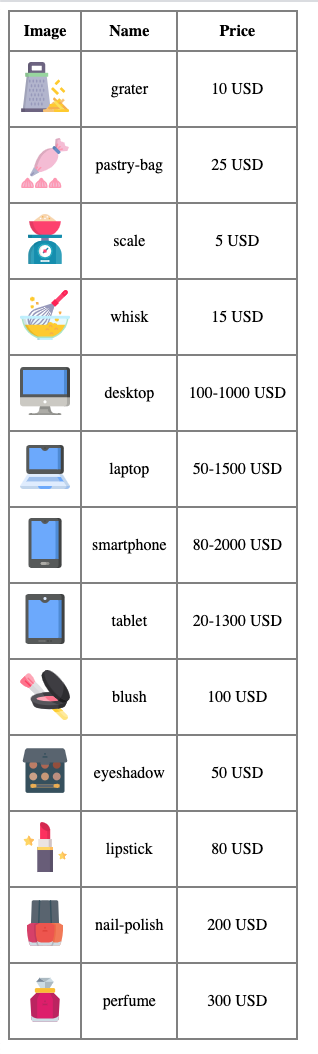 Image Name Price
grater 10 USD
pastry-bag 25 USD
scale 5 USD
whisk 15 USD
desktop 100-1000 USD
laptop 50-1500 USD
smartphone 80-2000 USD
tablet 20-1300 USD
blush 100 USD
eyeshadow 50 USD
lipstick 80 USD
nail-polish 200 USD
perfume 300 USD